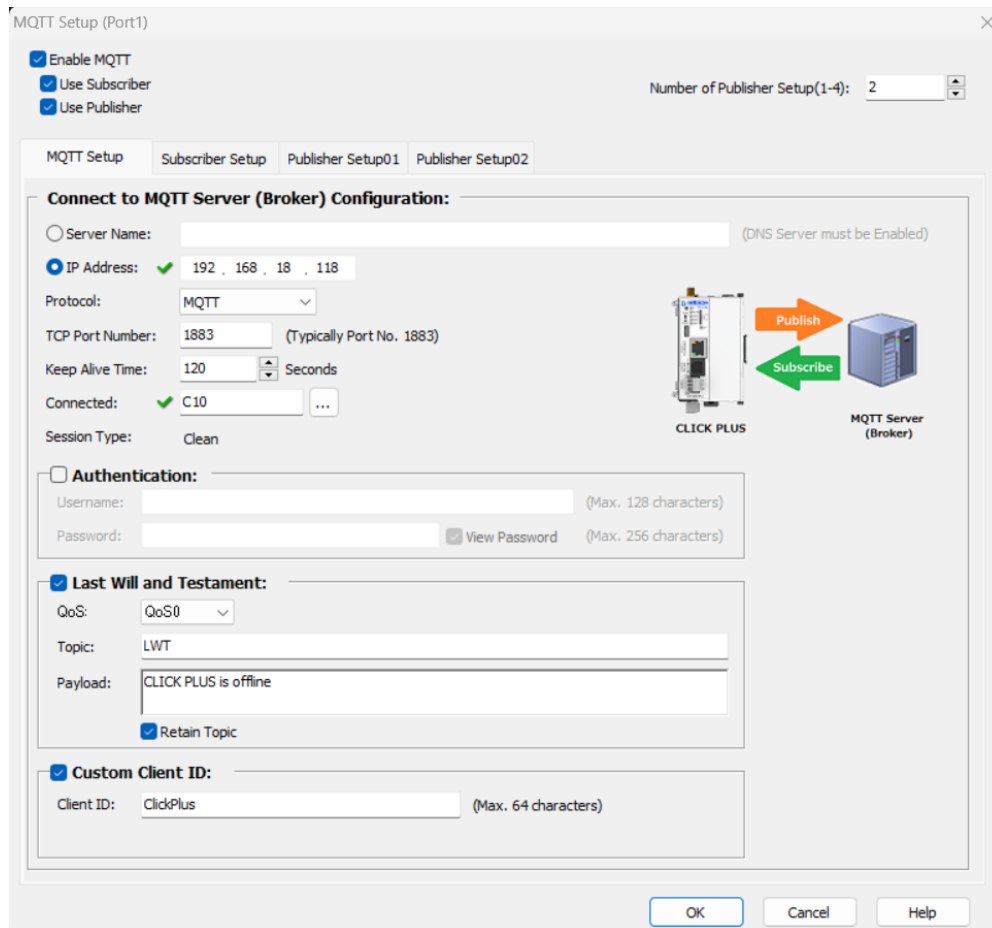 MQTT Setup (Port1)
Enable MQTT
Use Subscriber
Use Publisher
Number of Publisher Setup(1-4): 2
MQTT Setup Subscriber Setup Publisher Setup01 Publisher Setup02
Connect to MQTT Server (Broker) Configuration:
Server Name: (DNS Server must be Enabled)
IP Address: 192 . 168 . 18 . 118
Protocol: MQTT
TCP Port Number: 1883 (Typically Port No. 1883)
Keep Alive Time: 120 Seconds
Connected: C10 ...
Session Type: Clean
Publish
Subscribe
CLICK PLUS
MQTT Server
(Broker)
Authentication:
Username: (Max. 128 characters)
Password: View Password (Max. 256 characters)
Last Will and Testament:
QoS: QoS0
Topic: LWT
Payload: CLICK PLUS is offline
Retain Topic
Custom Client ID:
Client ID: ClickPlus (Max. 64 characters)
OK Cancel Help